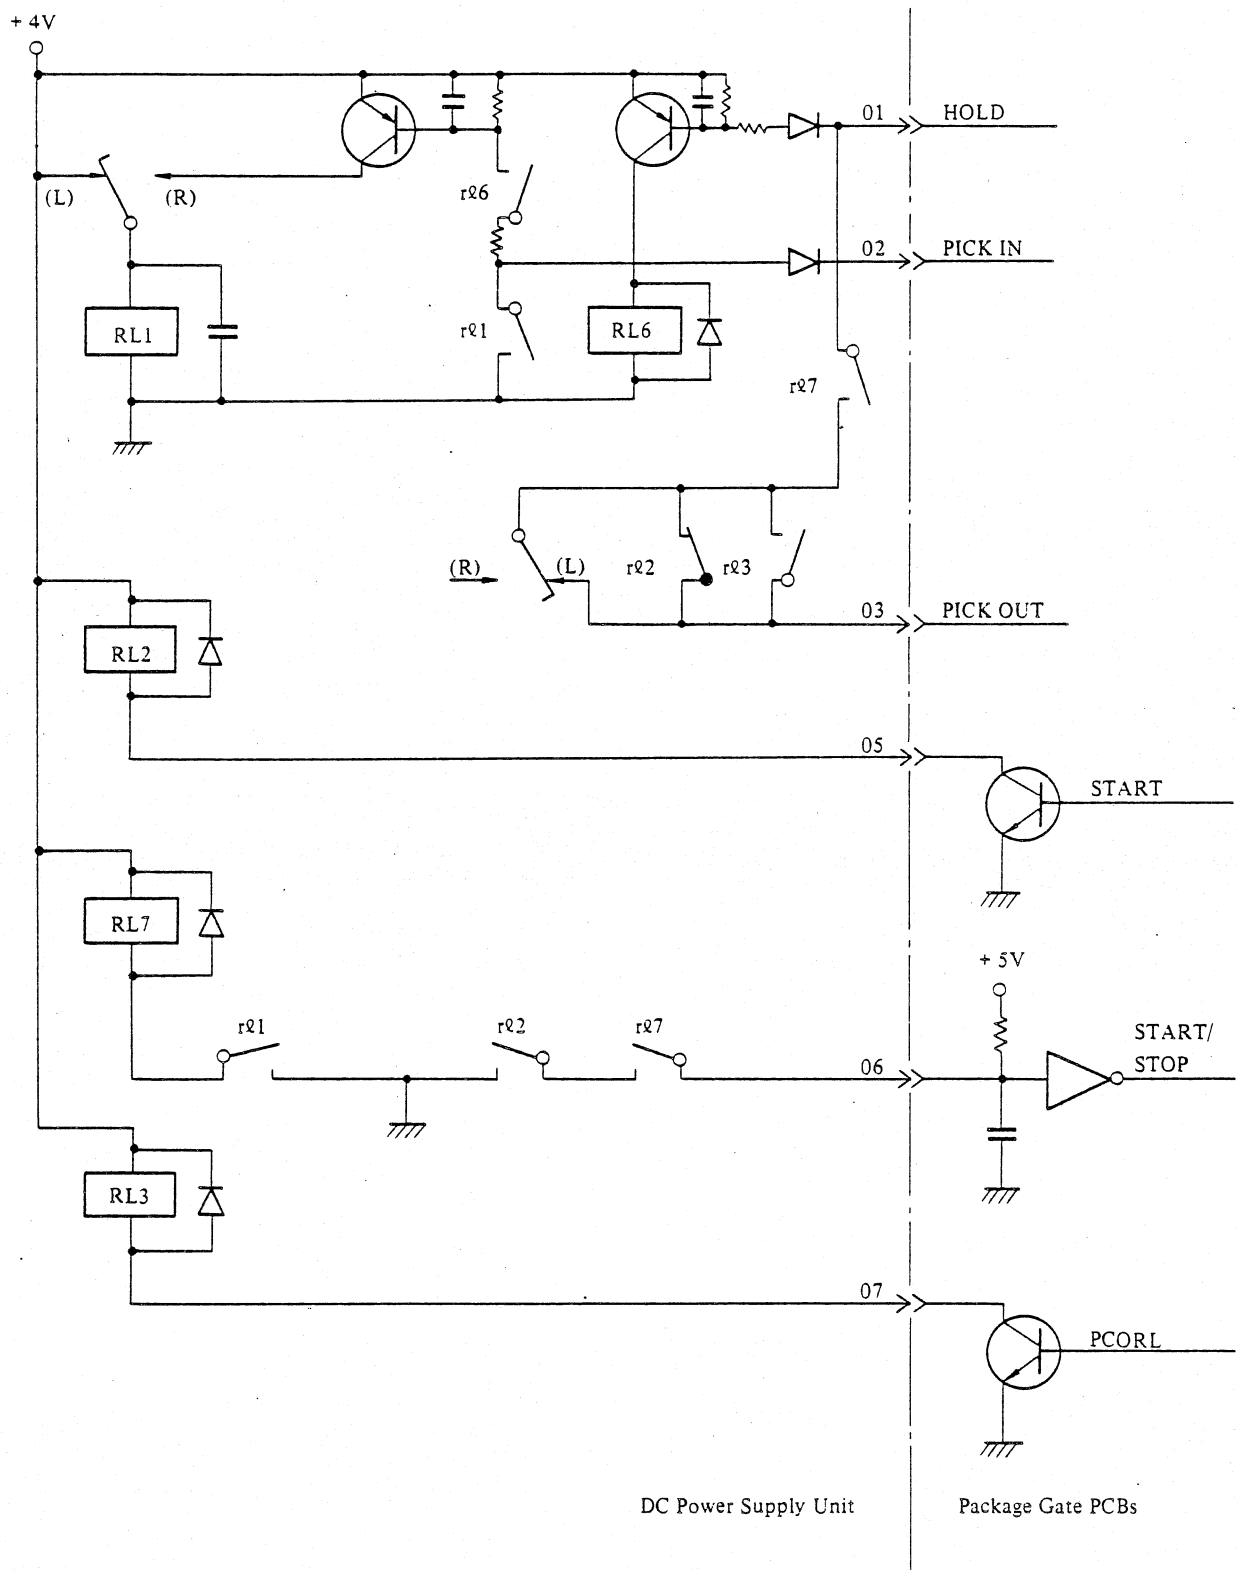 + 4V
01
HOLD
(L)
(R)
rℓ6
02
PICK IN
RL1
rℓ1
RL6
rℓ7
(R)
(L)
rℓ2
rℓ3
03
PICK OUT
RL2
05
START
RL7
+ 5V
rℓ1
rℓ2
rℓ7
06
START/
STOP
RL3
07
PCORL
DC Power Supply Unit
Package Gate PCBs